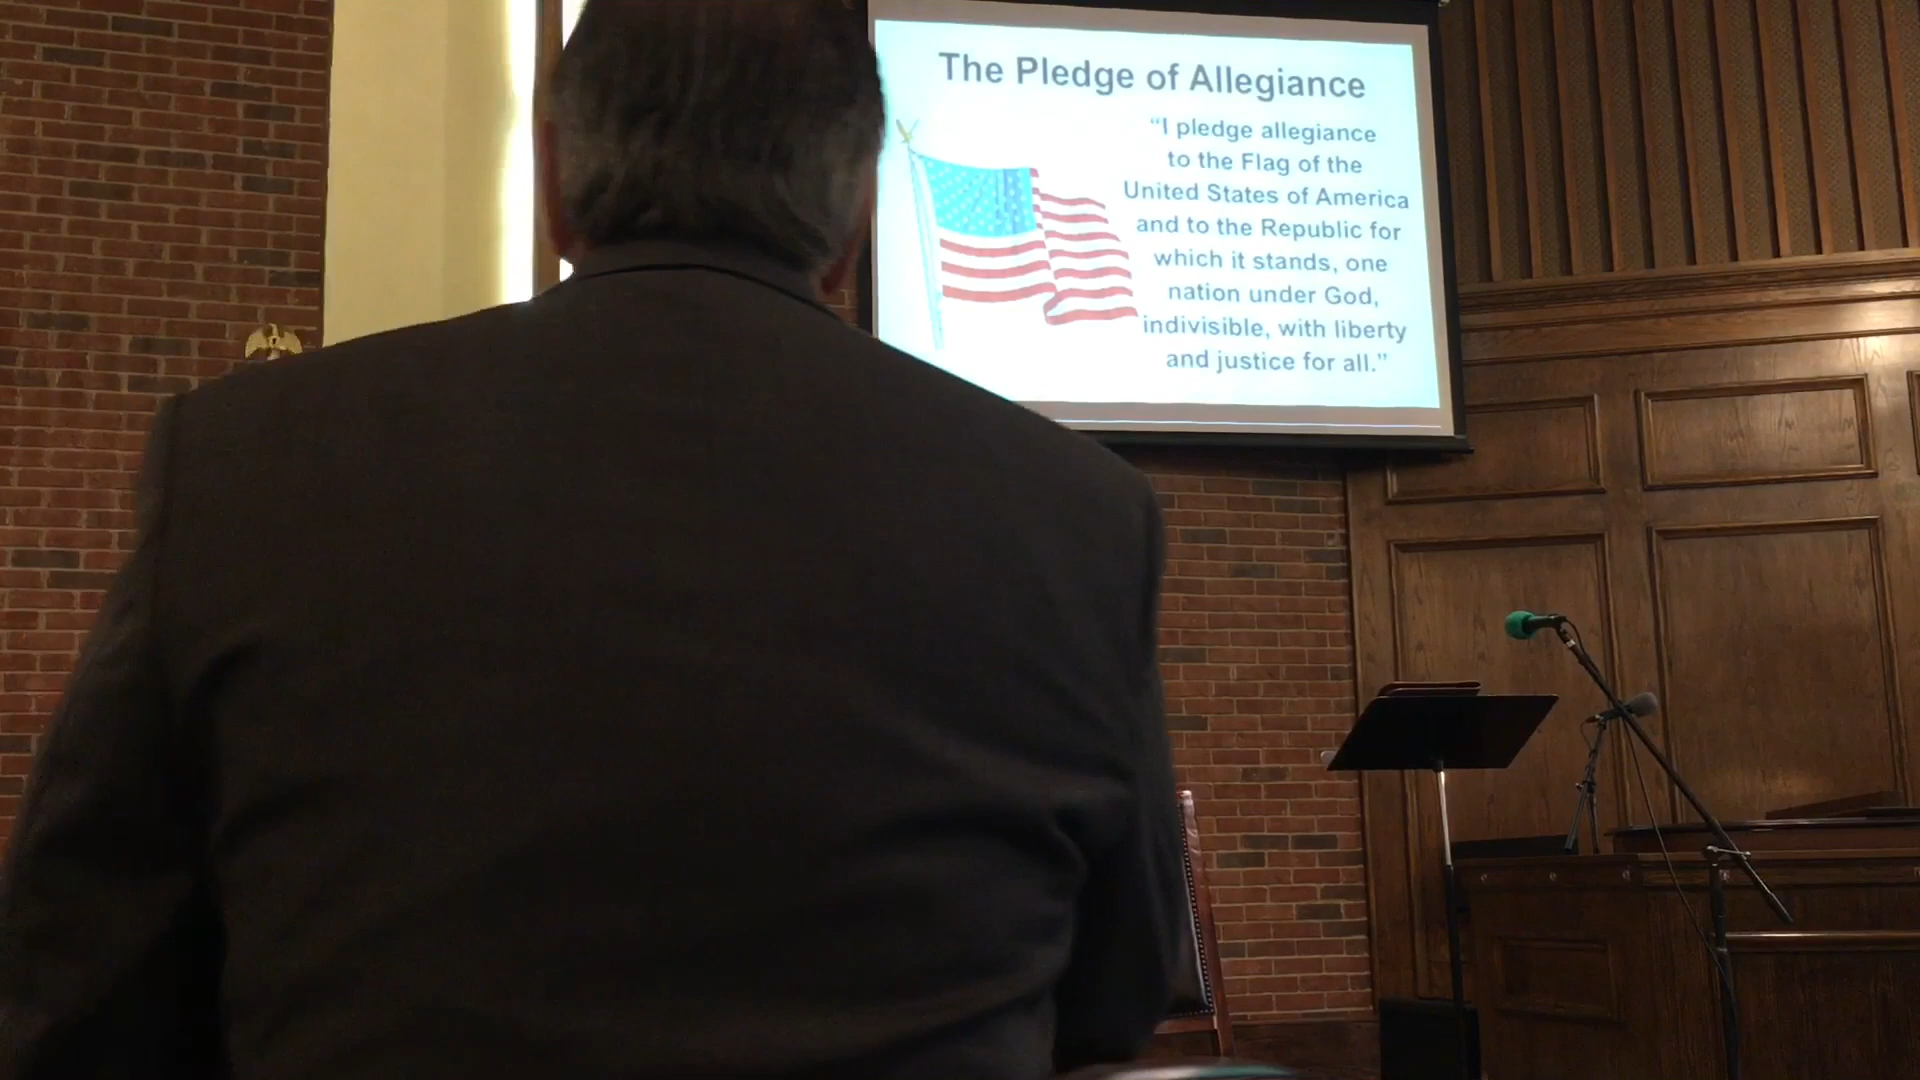 The Pledge of Allegiance
“I pledge allegiance
to the Flag of the
United States of America
and to the Republic for
which it stands, one
nation under God,
indivisible, with liberty
and justice for all.”